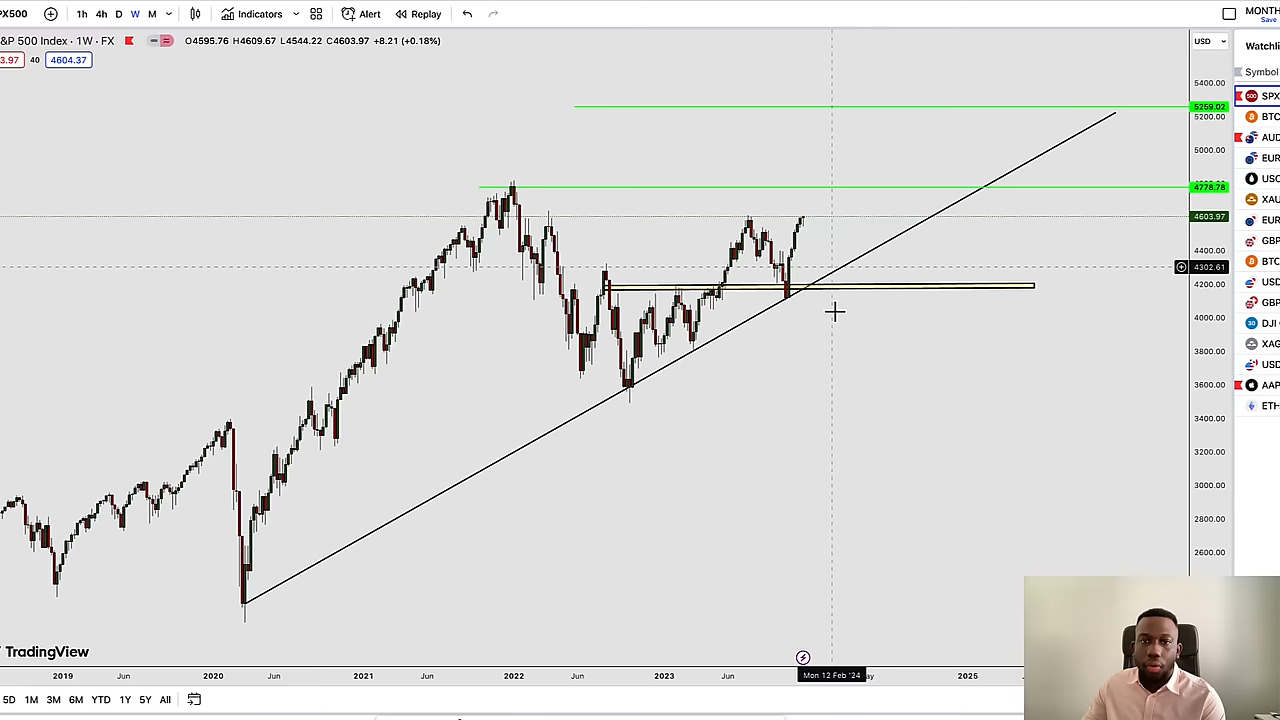 PX500 1h 4h D W M Indicators Alert Replay MONTH
Save
&P 500 Index · 1W · FX O4595.76 H4609.67 L4544.22 C4603.97 +8.21 (+0.18%) USD Watchli
3.97 40 4604.37
Symbol
5400.00
SPX
5259.02
5200.00
BTC
AUD
5000.00
EUR
USO
4778.78
XAU
4603.97
EUR
GBP
4400.00
BTC
4302.61
4200.00
USD
GBP
4000.00
DJI
XAG
3800.00
USD
3600.00
AAP
ETH
3400.00
3200.00
3000.00
2800.00
2600.00
TradingView
2019 Jun 2020 Jun 2021 Jun 2022 Jun 2023 Jun Mon 12 Feb '24 ay 2025
5D 1M 3M 6M YTD 1Y 5Y All